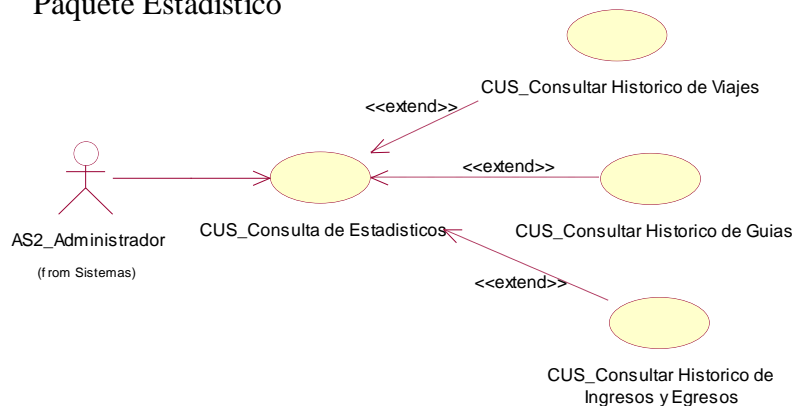 Paquete Estadístico
CUS_Consultar Historico de Viajes
<<extend>>
<<extend>>
CUS_Consulta de Estadisticos
CUS_Consultar Historico de Guias
AS2_Administrador
(from Sistemas)
<<extend>>
CUS_Consultar Historico de
Ingresos y Egresos